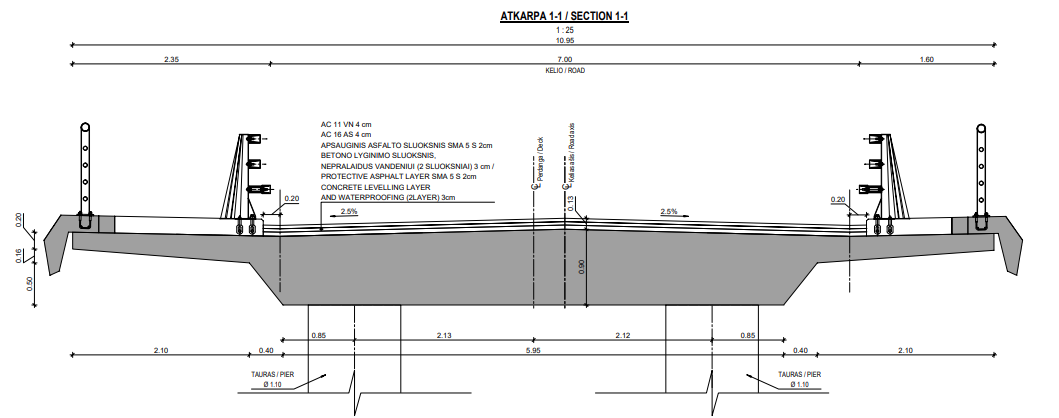 ATKARPA 1-1 / SECTION 1-1
1 : 25
10.95
2.35
7.00
1.60
KELIO / ROAD
AC 11 VN 4 cm
AC 16 AS 4 cm
APSAUGINIS ASFALTO SLUOKSNIS SMA 5 S 2cm
BETONO LYGINIMO SLUOKSNIS,
NEPRALAIDUS VANDENIUI (2 SLUOKSNIAI) 3 cm /
PROTECTIVE ASPHALT LAYER SMA 5 S 2cm
CONCRETE LEVELLING LAYER
AND WATERPROOFING (2LAYER) 3cm
Perdanga / Deck
Kelio ašis / Road axis
0.20
2.5%
0.13
2.5%
0.20
0.20
0.16
0.50
0.90
0.85
2.13
2.12
0.85
2.10
0.40
5.95
0.40
2.10
TAURAS / PIER
Ø 1.10
TAURAS / PIER
Ø 1.10